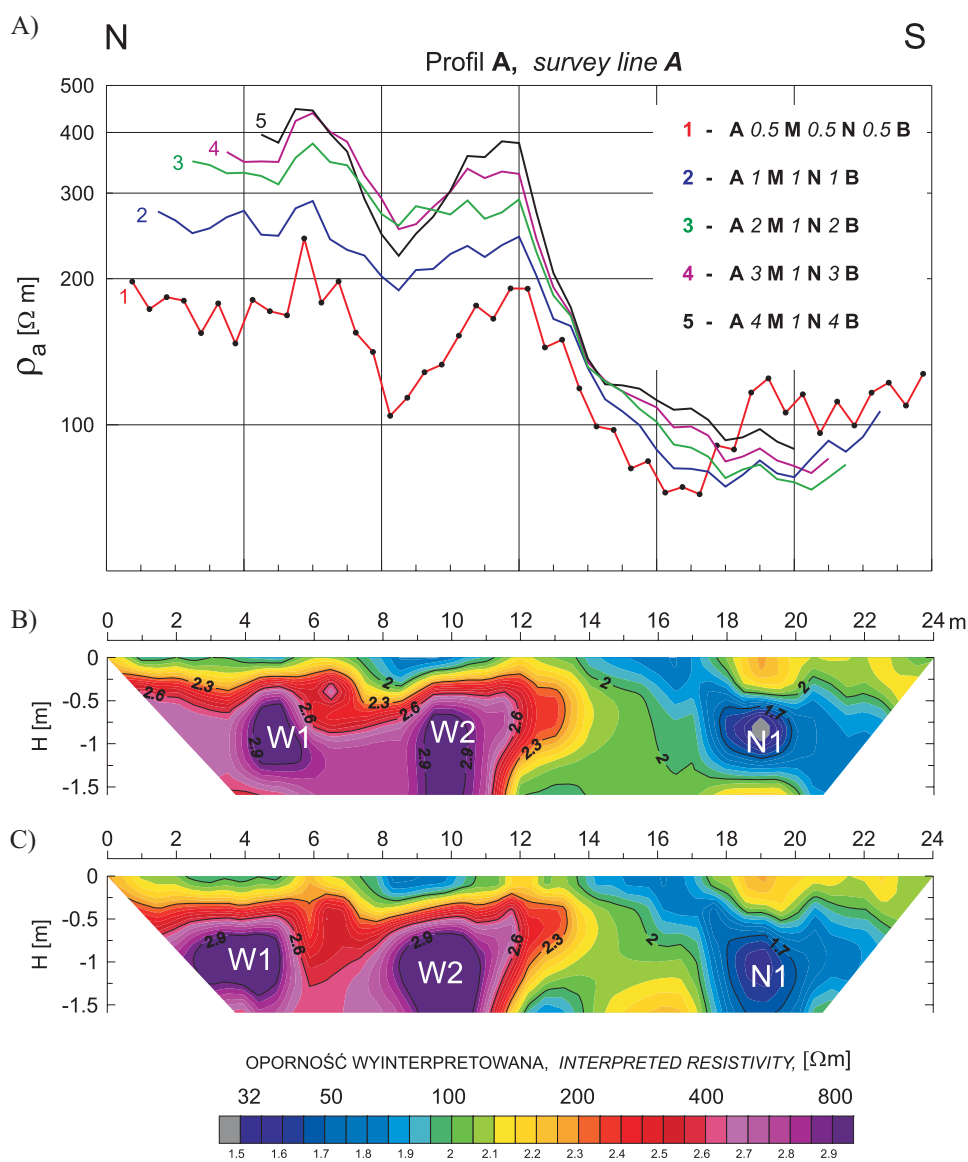 A)
N
S
Profil A, survey line A
500
400
300
200
100
ρa [Ω m]
1
2
3
4
5
1 - A 0.5 M 0.5 N 0.5 B
2 - A 1 M 1 N 1 B
3 - A 2 M 1 N 2 B
4 - A 3 M 1 N 3 B
5 - A 4 M 1 N 4 B
B)
0 2 4 6 8 10 12 14 16 18 20 22 24 m
H [m]
0
-0.5
-1
-1.5
2.6 2.3 2.6 2.3 2 2.6 2.6 2.3 2 2 2 1.7
2.9 2.9 2.9
W1 W2 N1
C)
0 2 4 6 8 10 12 14 16 18 20 22 24
H [m]
0
-0.5
-1
-1.5
2.9 2.6 2.9 2.6 2.3 2 1.7
W1 W2 N1
OPORNOŚĆ WYINTERPRETOWANA, INTERPRETED RESISTIVITY, [Ωm]
32 50 100 200 400 800
1.5 1.6 1.7 1.8 1.9 2 2.1 2.2 2.3 2.4 2.5 2.6 2.7 2.8 2.9